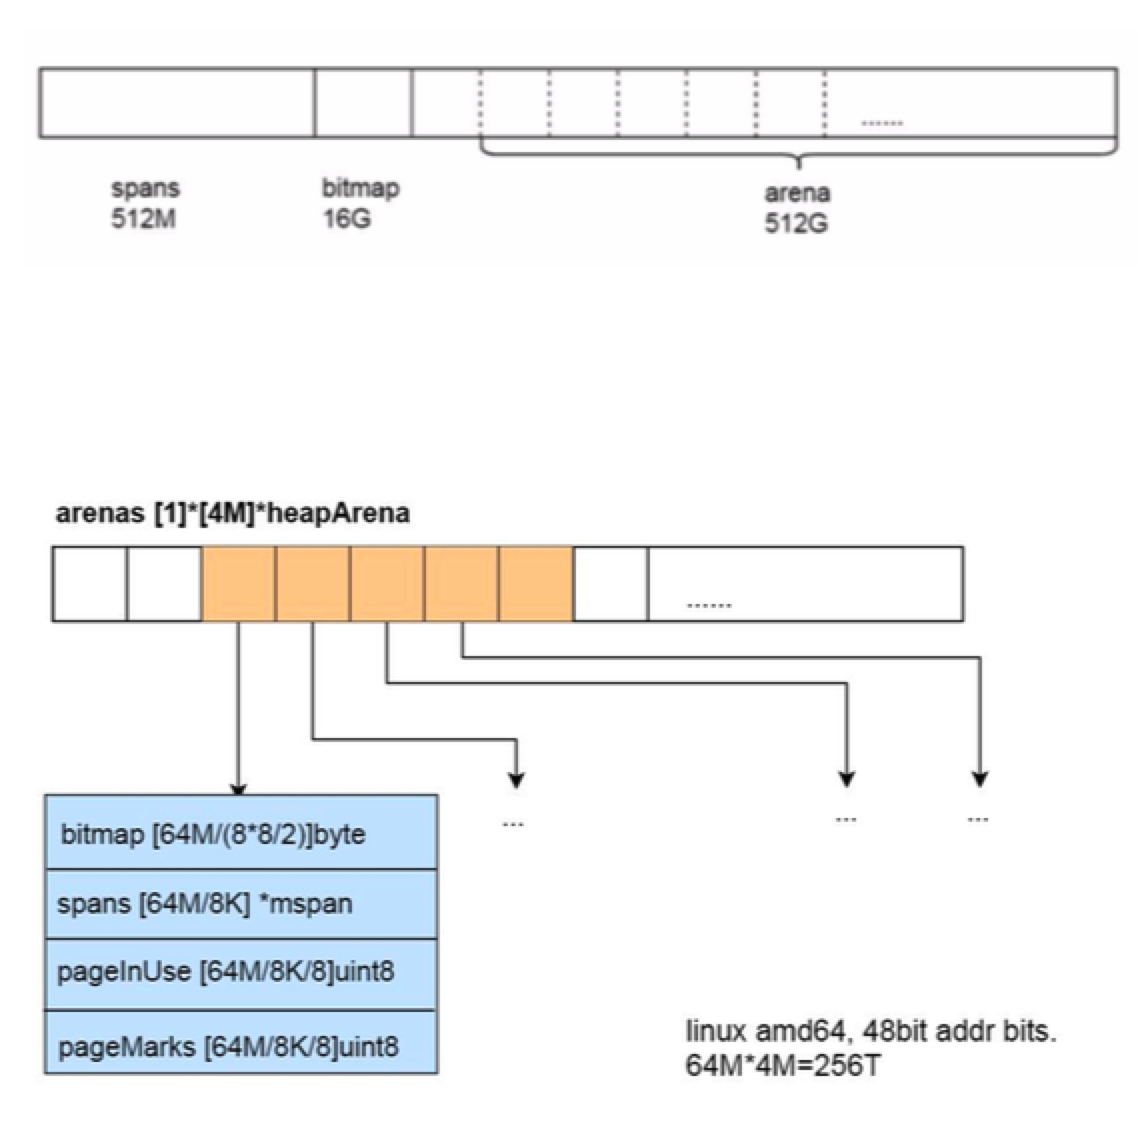 ......
spans
512M
bitmap
16G
arena
512G
arenas [1]*[4M]*heapArena
......
bitmap [64M/(8*8/2)]byte
...
...
...
spans [64M/8K] *mspan
pageInUse [64M/8K/8]uint8
pageMarks [64M/8K/8]uint8
linux amd64, 48bit addr bits.
64M*4M=256T